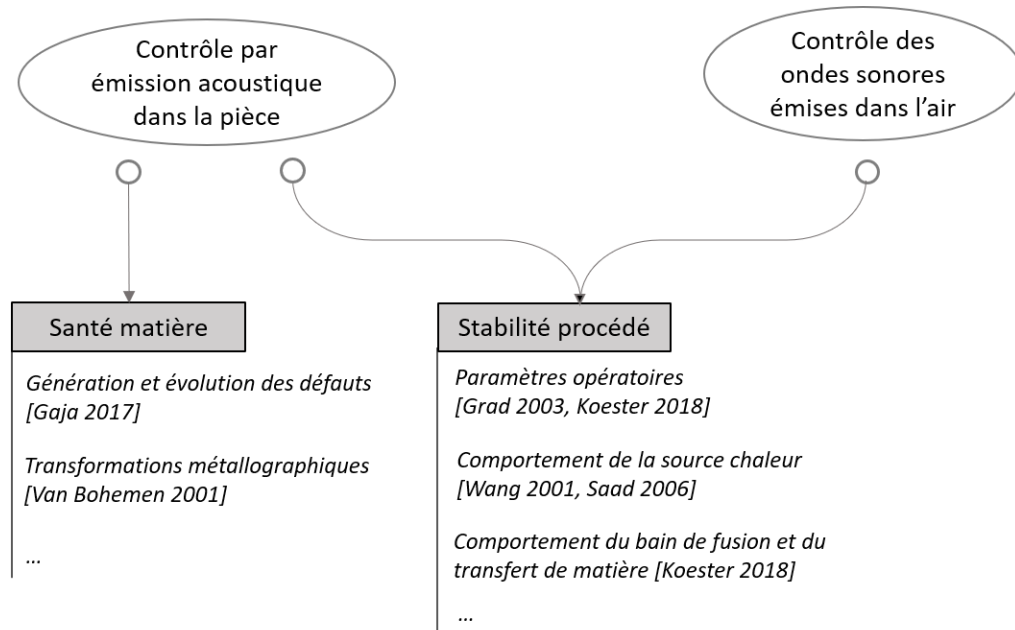 Contrôle par
émission acoustique
dans la pièce
Contrôle des
ondes sonores
émises dans l’air
Santé matière
Génération et évolution des défauts
[Gaja 2017]
Transformations métallographiques
[Van Bohemen 2001]
...
Stabilité procédé
Paramètres opératoires
[Grad 2003, Koester 2018]
Comportement de la source chaleur
[Wang 2001, Saad 2006]
Comportement du bain de fusion et du
transfert de matière [Koester 2018]
...